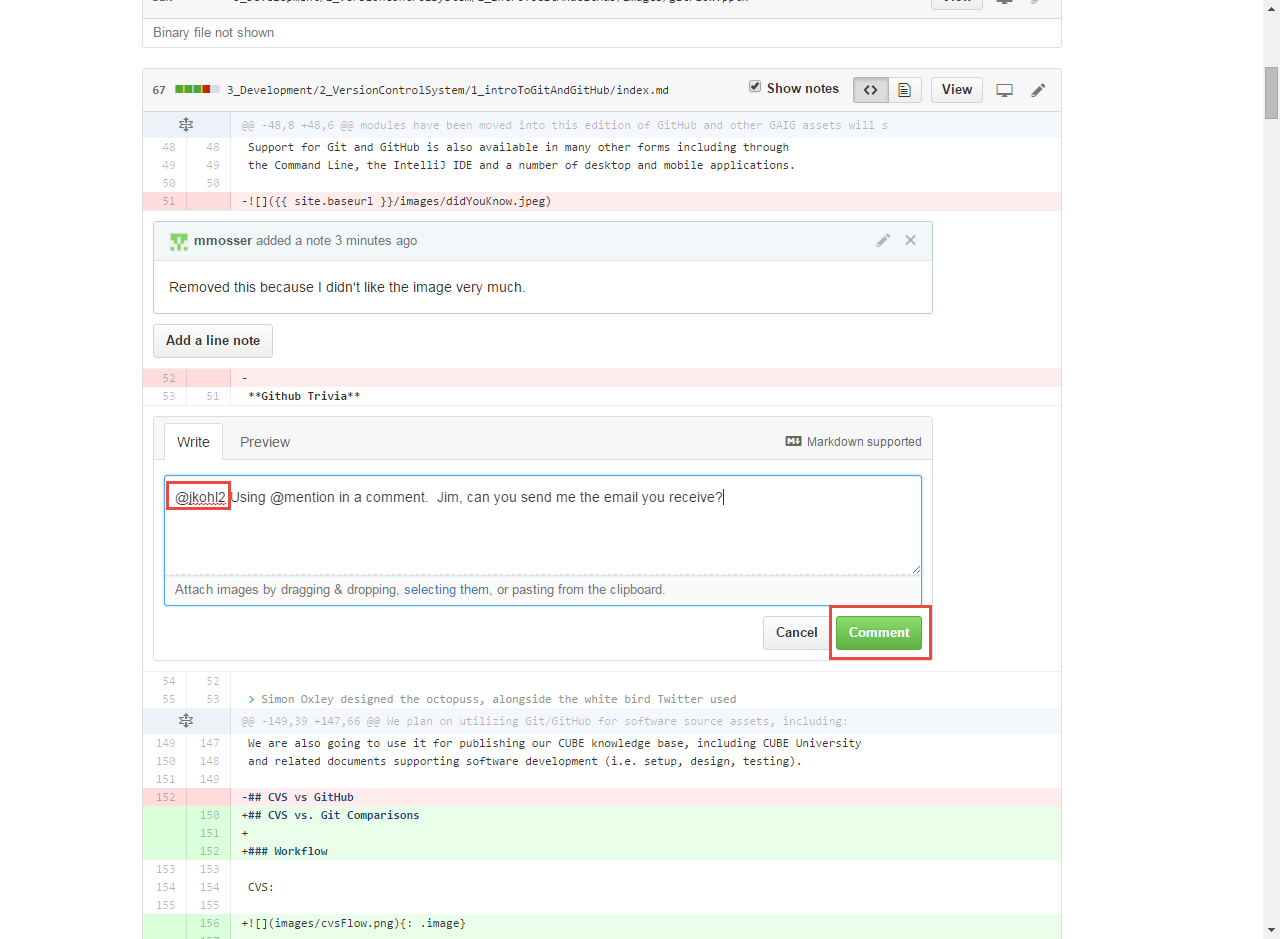 Binary file not shown
67 3_Development/2_VersionControlSystem/1_introToGitAndGitHub/index.md Show notes <> View
@@ -48,8 +48,6 @@ modules have been moved into this edition of GitHub and other GAIG assets will s
48 48 Support for Git and GitHub is also available in many other forms including through
49 49 the Command Line, the IntelliJ IDE and a number of desktop and mobile applications.
50 50
51 -![]({{ site.baseurl }}/images/didYouKnow.jpeg)
mmosser added a note 3 minutes ago
Removed this because I didn't like the image very much.
Add a line note
52 -
53 51 **Github Trivia**
Write Preview Markdown supported
@jkohl2 Using @mention in a comment.  Jim, can you send me the email you receive?
Attach images by dragging & dropping, selecting them, or pasting from the clipboard.
Cancel Comment
54 52
55 53 > Simon Oxley designed the octopuss, alongside the white bird Twitter used
@@ -149,39 +147,66 @@ We plan on utilizing Git/GitHub for software source assets, including:
149 147 We are also going to use it for publishing our CUBE knowledge base, including CUBE University
150 148 and related documents supporting software development (i.e. setup, design, testing).
151 149
152 -## CVS vs GitHub
150 +## CVS vs. Git Comparisons
151 +
152 +### Workflow
153 153
154 154 CVS:
155 155
156 +![](images/cvsFlow.png){: .image}